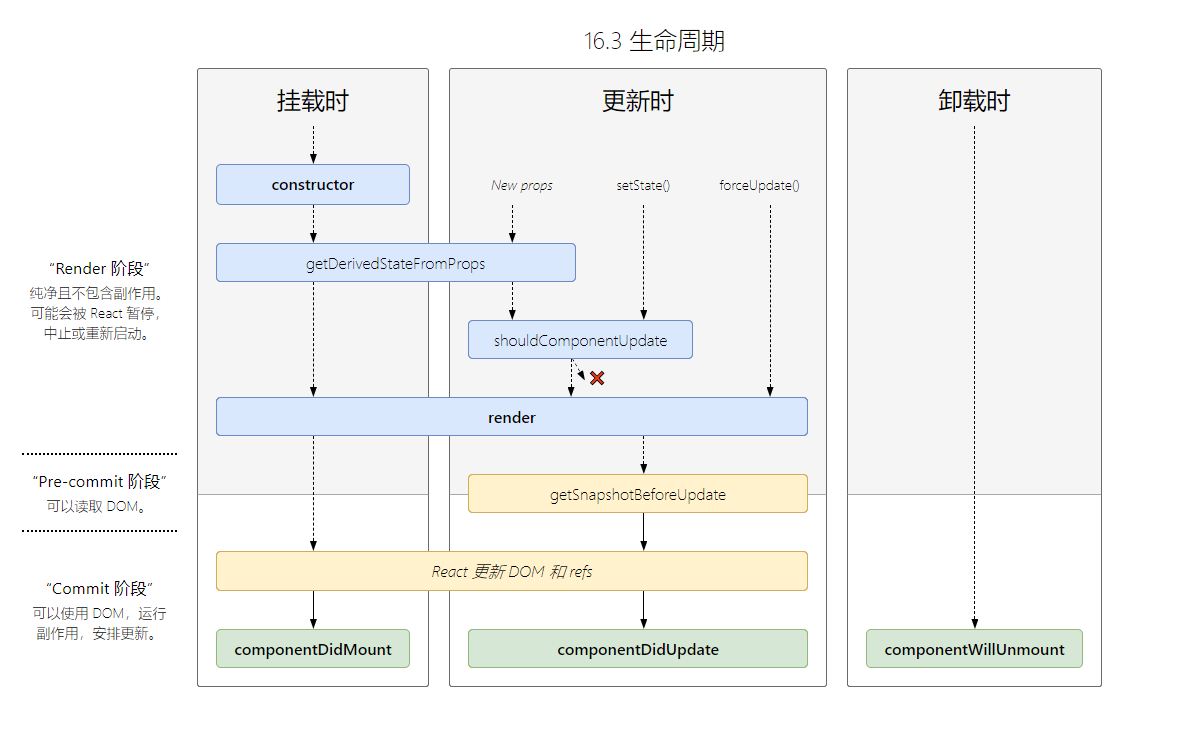 16.3 生命周期
挂载时
更新时
卸载时
constructor
New props
setState()
forceUpdate()
“Render 阶段”
纯净且不包含副作用。
可能会被 React 暂停，
中止或重新启动。
getDerivedStateFromProps
shouldComponentUpdate
render
“Pre-commit 阶段”
可以读取 DOM。
getSnapshotBeforeUpdate
“Commit 阶段”
可以使用 DOM，运行
副作用，安排更新。
React 更新 DOM 和 refs
componentDidMount
componentDidUpdate
componentWillUnmount